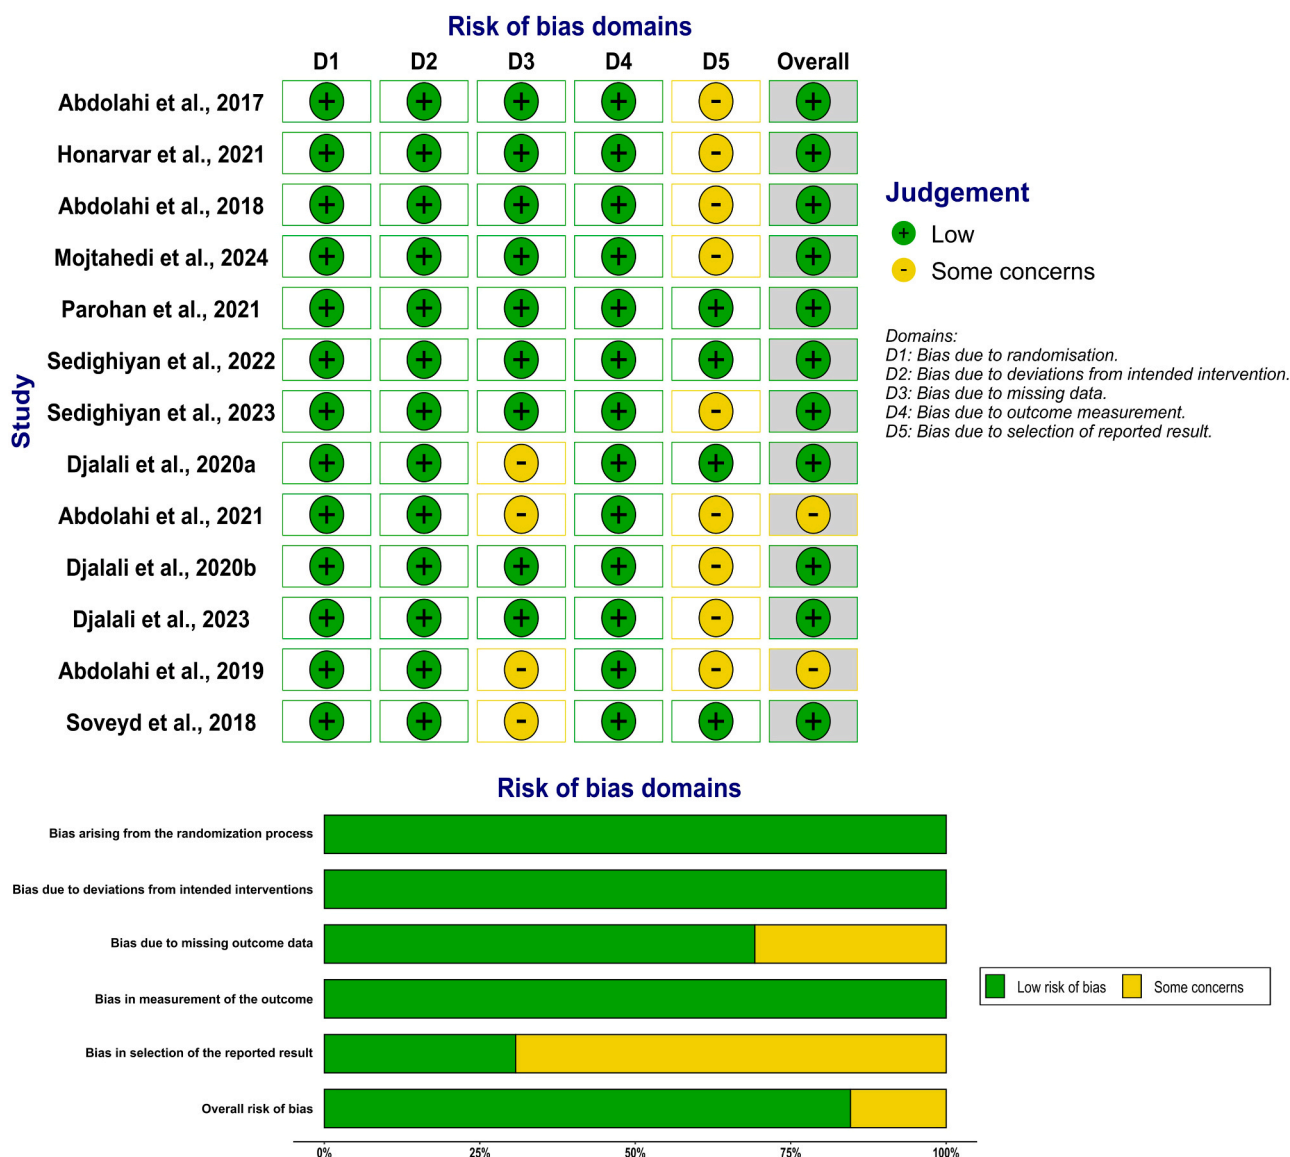 Risk of bias domains
D1 D2 D3 D4 D5 Overall
Study
Abdolahi et al., 2017 + + + + - +
Honarvar et al., 2021 + + + + - +
Abdolahi et al., 2018 + + + + - +
Mojtahedi et al., 2024 + + + + - +
Parohan et al., 2021 + + + + + +
Sedighiyan et al., 2022 + + + + + +
Sedighiyan et al., 2023 + + + + - +
Djalali et al., 2020a + + - + + +
Abdolahi et al., 2021 + + - + - -
Djalali et al., 2020b + + + + - +
Djalali et al., 2023 + + + + - +
Abdolahi et al., 2019 + + - + - -
Soveyd et al., 2018 + + - + + +
Judgement
+ Low
- Some concerns
Domains:
D1: Bias due to randomisation.
D2: Bias due to deviations from intended intervention.
D3: Bias due to missing data.
D4: Bias due to outcome measurement.
D5: Bias due to selection of reported result.
Risk of bias domains
Bias arising from the randomization process
Bias due to deviations from intended interventions
Bias due to missing outcome data
Bias in measurement of the outcome
Bias in selection of the reported result
Overall risk of bias
0% 25% 50% 75% 100%
Low risk of bias Some concerns